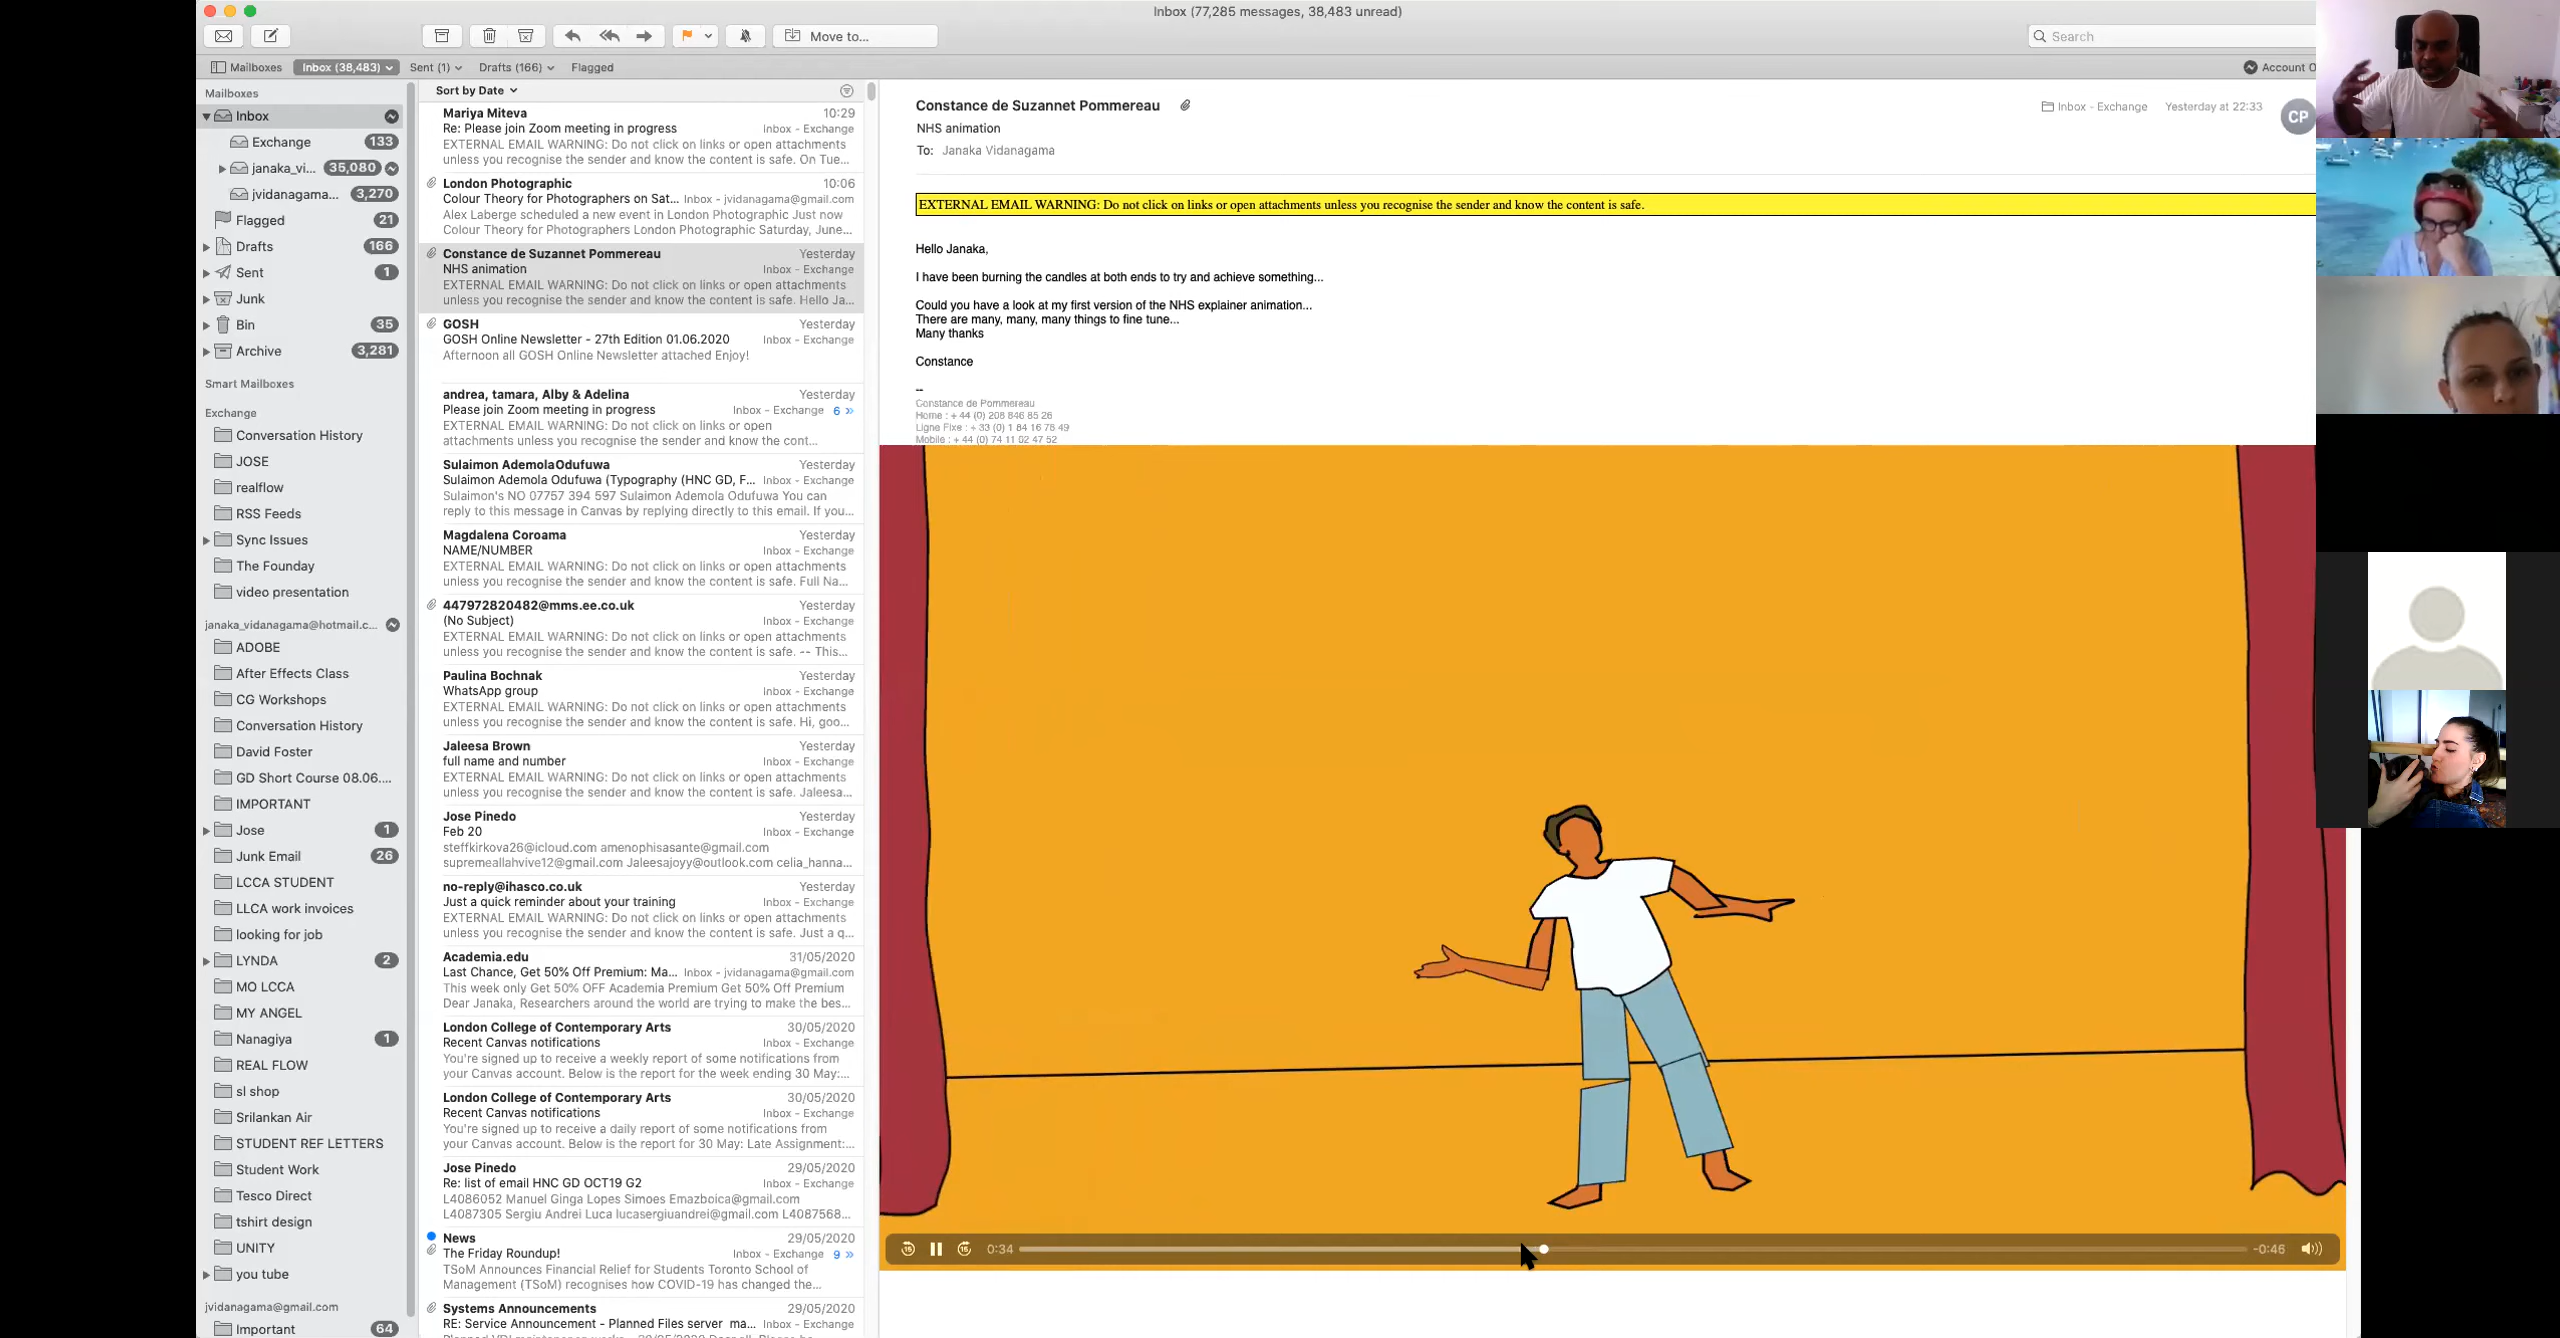 Inbox (77,285 messages, 38,483 unread)
Move to...
Search
Mailboxes
Inbox (38,483)
Sent (1)
Drafts (166)
Flagged
Account O
Mailboxes
Inbox
Exchange 133
janaka_vi... 35,080
jvidanagama... 3,270
Flagged 21
Drafts 166
Sent 1
Junk
Bin 35
Archive 3,281
Smart Mailboxes
Exchange
Conversation History
JOSE
realflow
RSS Feeds
Sync Issues
The Founday
video presentation
janaka_vidanagama@hotmail.c...
ADOBE
After Effects Class
CG Workshops
Conversation History
David Foster
GD Short Course 08.06....
IMPORTANT
Jose 1
Junk Email 26
LCCA STUDENT
LLCA work invoices
looking for job
LYNDA 2
MO LCCA
MY ANGEL
Nanagiya 1
REAL FLOW
sl shop
Srilankan Air
STUDENT REF LETTERS
Student Work
Tesco Direct
tshirt design
UNITY
you tube
jvidanagama@gmail.com
Important 64
Sort by Date
Mariya Miteva 10:29
Re: Please join Zoom meeting in progress Inbox - Exchange
EXTERNAL EMAIL WARNING: Do not click on links or open attachments
unless you recognise the sender and know the content is safe. On Tue...
London Photographic 10:06
Colour Theory for Photographers on Sat... Inbox - jvidanagama@gmail.com
Alex Laberge scheduled a new event in London Photographic Just now
Colour Theory for Photographers London Photographic Saturday, June...
Constance de Suzannet Pommereau Yesterday
NHS animation Inbox - Exchange
EXTERNAL EMAIL WARNING: Do not click on links or open attachments
unless you recognise the sender and know the content is safe. Hello Ja...
GOSH Yesterday
GOSH Online Newsletter - 27th Edition 01.06.2020 Inbox - Exchange
Afternoon all GOSH Online Newsletter attached Enjoy!
andrea, tamara, Alby & Adelina Yesterday
Please join Zoom meeting in progress Inbox - Exchange 6 »
EXTERNAL EMAIL WARNING: Do not click on links or open
attachments unless you recognise the sender and know the cont...
Sulaimon AdemolaOdufuwa Yesterday
Sulaimon Ademola Odufuwa (Typography (HNC GD, F... Inbox - Exchange
Sulaimon's NO 07757 394 597 Sulaimon Ademola Odufuwa You can
reply to this message in Canvas by replying directly to this email. If you...
Magdalena Coroama Yesterday
NAME/NUMBER Inbox - Exchange
EXTERNAL EMAIL WARNING: Do not click on links or open attachments
unless you recognise the sender and know the content is safe. Full Na...
447972820482@mms.ee.co.uk Yesterday
(No Subject) Inbox - Exchange
EXTERNAL EMAIL WARNING: Do not click on links or open attachments
unless you recognise the sender and know the content is safe. -- This...
Paulina Bochnak Yesterday
WhatsApp group Inbox - Exchange
EXTERNAL EMAIL WARNING: Do not click on links or open attachments
unless you recognise the sender and know the content is safe. Hi, goo...
Jaleesa Brown Yesterday
full name and number Inbox - Exchange
EXTERNAL EMAIL WARNING: Do not click on links or open attachments
unless you recognise the sender and know the content is safe. Jaleesa...
Jose Pinedo Yesterday
Feb 20 Inbox - Exchange
steffkirkova26@icloud.com amenophisasante@gmail.com
supremeallahvive12@gmail.com Jaleesajoyy@outlook.com celia_hanna...
no-reply@ihasco.co.uk Yesterday
Just a quick reminder about your training Inbox - Exchange
EXTERNAL EMAIL WARNING: Do not click on links or open attachments
unless you recognise the sender and know the content is safe. Just a q...
Academia.edu 31/05/2020
Last Chance, Get 50% Off Premium: Ma... Inbox - jvidanagama@gmail.com
This week only Get 50% OFF Academia Premium Get 50% Off Premium
Dear Janaka, Researchers around the world are trying to make the bes...
London College of Contemporary Arts 30/05/2020
Recent Canvas notifications Inbox - Exchange
You're signed up to receive a weekly report of some notifications from
your Canvas account. Below is the report for the week ending 30 May:...
London College of Contemporary Arts 30/05/2020
Recent Canvas notifications Inbox - Exchange
You're signed up to receive a daily report of some notifications from
your Canvas account. Below is the report for 30 May: Late Assignment:...
Jose Pinedo 29/05/2020
Re: list of email HNC GD OCT19 G2 Inbox - Exchange
L4086052 Manuel Ginga Lopes Simoes Emazboica@gmail.com
L4087305 Sergiu Andrei Luca lucasergiuandrei@gmail.com L4087568...
News 29/05/2020
The Friday Roundup! Inbox - Exchange 9 »
TSoM Announces Financial Relief for Students Toronto School of
Management (TSoM) recognises how COVID-19 has changed the...
Systems Announcements 29/05/2020
RE: Service Announcement - Planned Files server ma... Inbox - Exchange
Constance de Suzannet Pommereau
Inbox - Exchange Yesterday at 22:33
CP
NHS animation
To: Janaka Vidanagama
EXTERNAL EMAIL WARNING: Do not click on links or open attachments unless you recognise the sender and know the content is safe.
Hello Janaka,
I have been burning the candles at both ends to try and achieve something...
Could you have a look at my first version of the NHS explainer animation...
There are many, many, many things to fine tune...
Many thanks
Constance
--
Constance de Pommereau
Home : + 44 (0) 208 846 85 26
Ligne Fixe : + 33 (0) 1 84 16 78 49
Mobile : + 44 (0) 74 11 02 47 52
15
15
0:34
-0:46